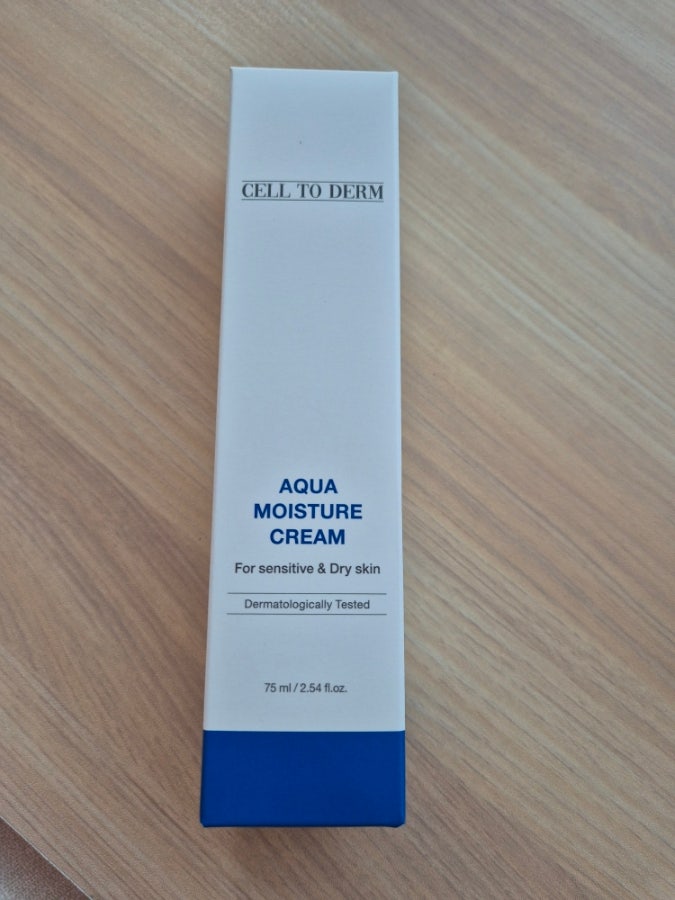 CELL TO DERM
AQUA
MOISTURE
CREAM
For sensitive & Dry skin
Dermatologically Tested
75 ml / 2.54 fl.oz.